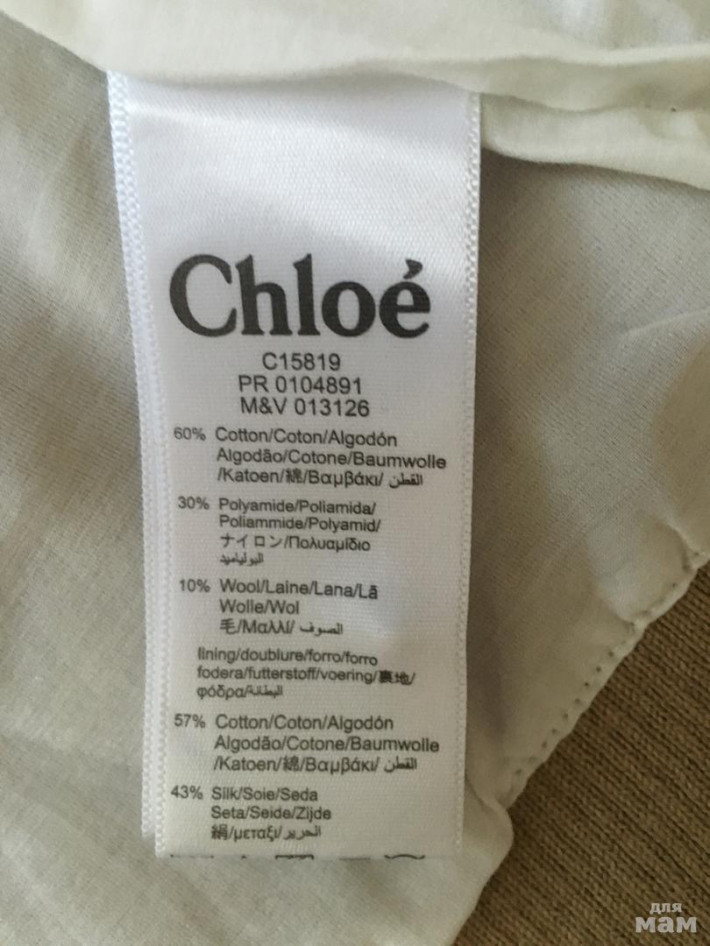 Chloé
C15819
PR 0104891
M&V 013126
60% Cotton/Coton/Algodón
Algodão/Cotone/Baumwolle
/Katoen/綿/Βαμβάκι/ القطن
30% Polyamide/Poliamida/
Poliammide/Polyamid/
ナイロン/Πολυαμίδιο
البولياميد
10% Wool/Laine/Lana/Lã
Wolle/Wol
毛/Μαλλί/ الصوف
lining/doublure/forro/forro
fodera/futterstoff/voering/裏地/
φόδρα/البطانة
57% Cotton/Coton/Algodón
Algodão/Cotone/Baumwolle
/Katoen/綿/Βαμβάκι/ القطن
43% Silk/Soie/Seda
Seta/Seide/Zijde
絹/μεταξι/الحرير
для
мам